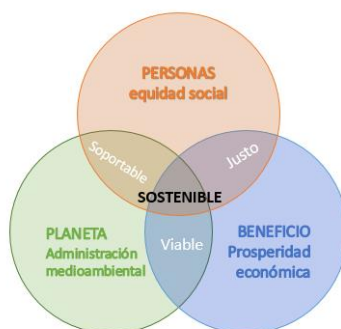 PERSONAS
equidad social
Soportable
Justo
SOSTENIBLE
PLANETA
Administración
medioambiental
Viable
BENEFICIO
Prosperidad
económica